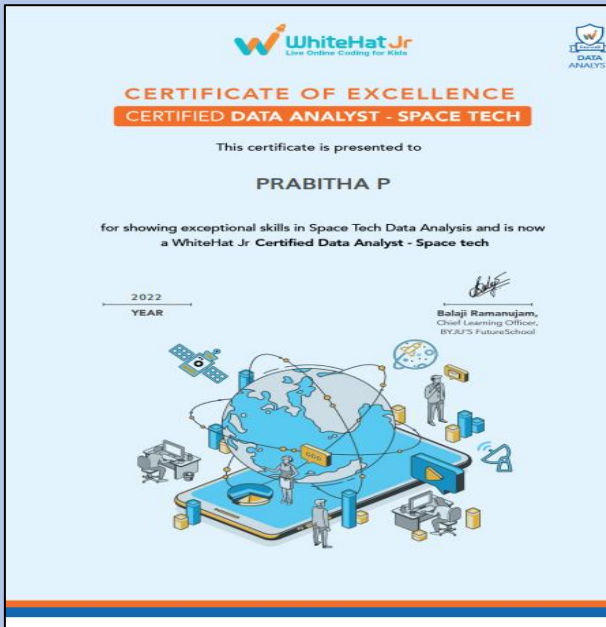 WhiteHat Jr
Live Online Coding for Kids
DATA
ANALYST
CERTIFICATE OF EXCELLENCE
CERTIFIED DATA ANALYST - SPACE TECH
This certificate is presented to
PRABITHA P
for showing exceptional skills in Space Tech Data Analysis and is now
a WhiteHat Jr Certified Data Analyst - Space tech
2022
YEAR
Balaji Ramanujam,
Chief Learning Officer,
BYJU'S FutureSchool